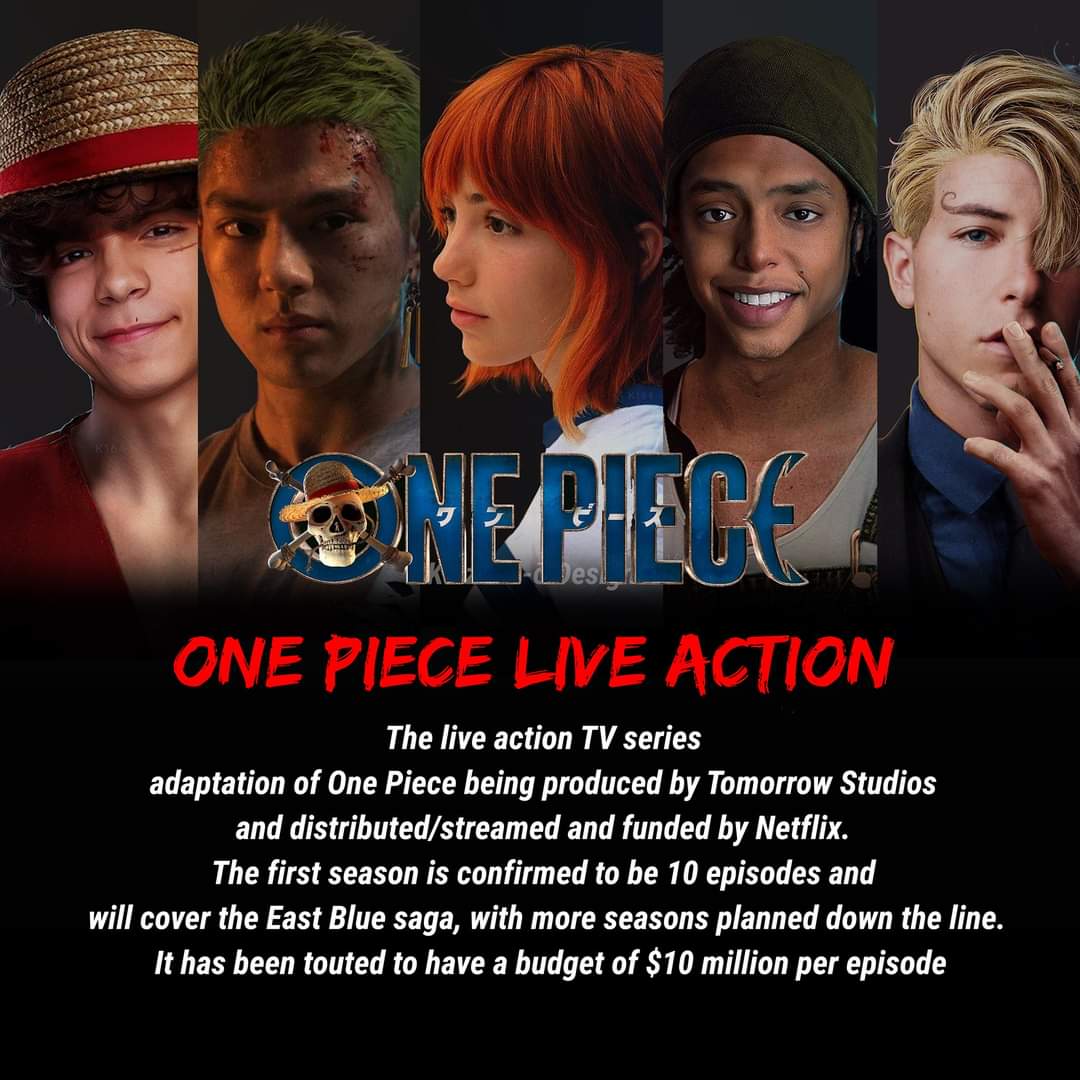 ONE PIECE
ワンピース
ONE PIECE LIVE ACTION
The live action TV series
adaptation of One Piece being produced by Tomorrow Studios
and distributed/streamed and funded by Netflix.
The first season is confirmed to be 10 episodes and
will cover the East Blue saga, with more seasons planned down the line.
It has been touted to have a budget of $10 million per episode